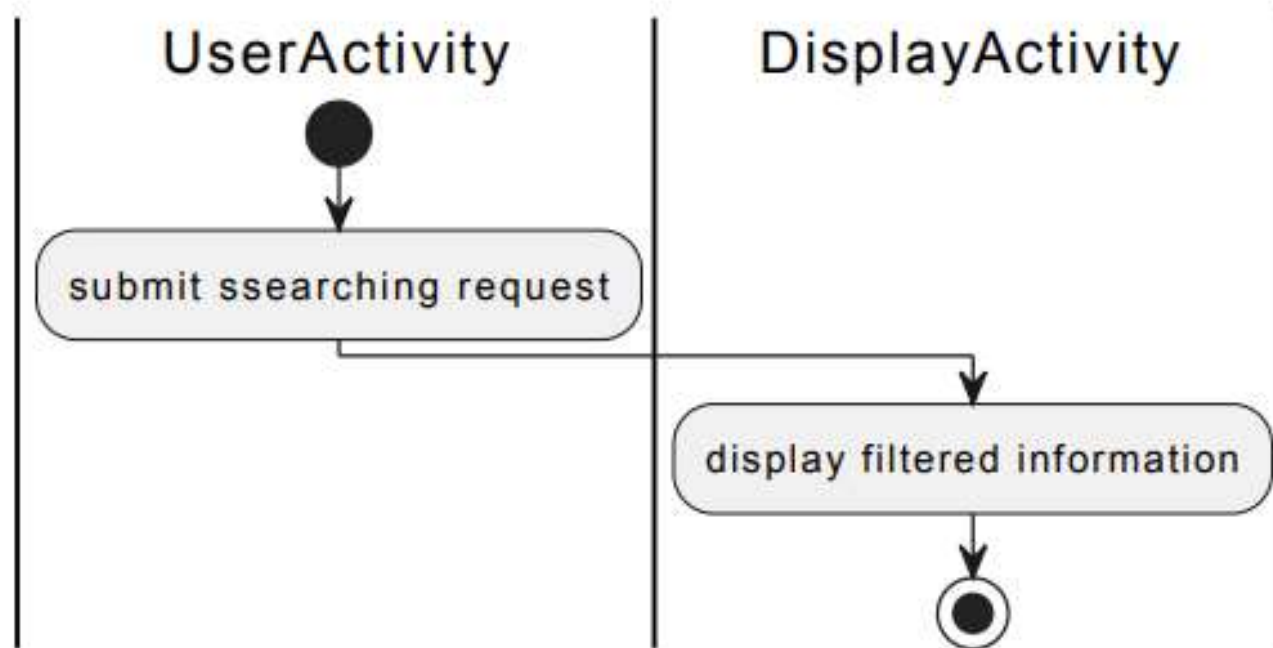 UserActivity
DisplayActivity
submit ssearching request
display filtered information